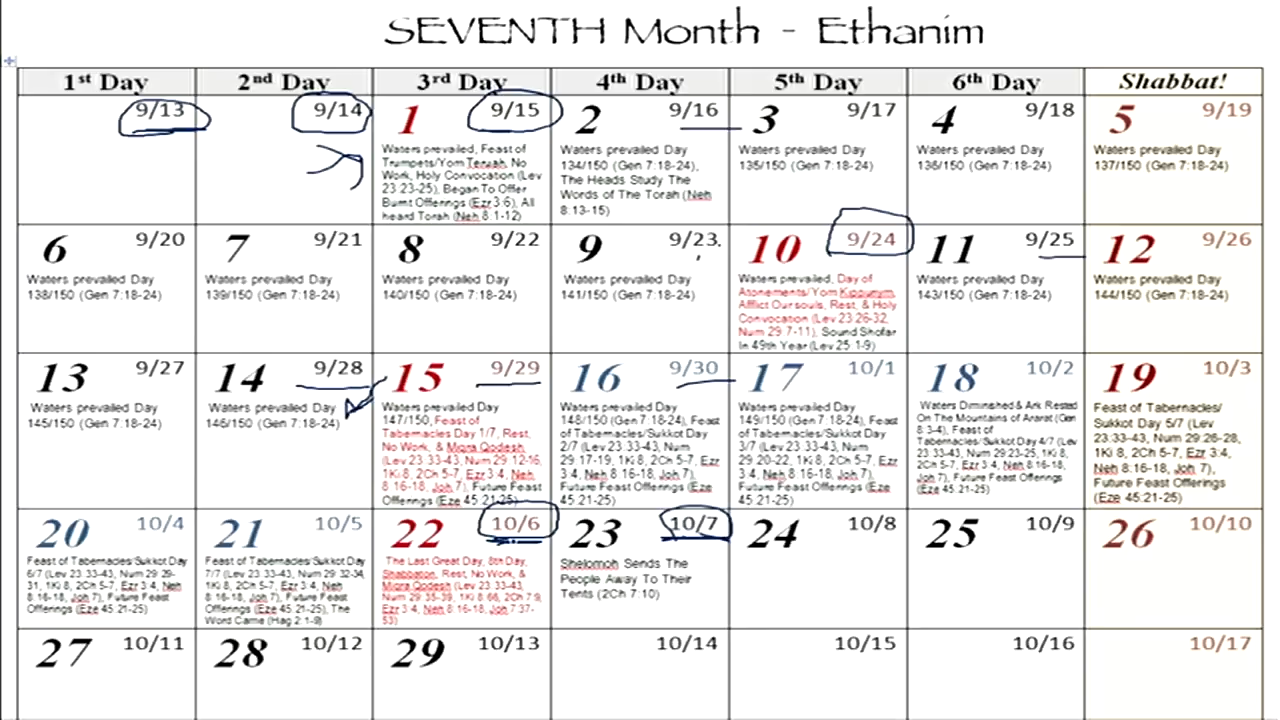 SEVENTH Month - Ethanim
1st Day 2nd Day 3rd Day 4th Day 5th Day 6th Day Shabbat!
9/13
9/14
1 9/15
Waters prevailed, Feast of
Trumpets/Yom Teruah, No
Work, Holy Convocation (Lev
23:23-25), Began To Offer
Burnt Offerings (Ezr 3:6), All
heard Torah (Neh 8:1-12)
2 9/16
Waters prevailed Day
134/150 (Gen 7:18-24),
The Heads Study The
Words of The Torah (Neh
8:13-15)
3 9/17
Waters prevailed Day
135/150 (Gen 7:18-24)
4 9/18
Waters prevailed Day
136/150 (Gen 7:18-24)
5 9/19
Waters prevailed Day
137/150 (Gen 7:18-24)
6 9/20
Waters prevailed Day
138/150 (Gen 7:18-24)
7 9/21
Waters prevailed Day
139/150 (Gen 7:18-24)
8 9/22
Waters prevailed Day
140/150 (Gen 7:18-24)
9 9/23
Waters prevailed Day
141/150 (Gen 7:18-24)
10 9/24
Waters prevailed, Day of
Atonements/Yom Kippurym,
Afflict Our souls, Rest, & Holy
Convocation (Lev 23:26-32,
Num 29:7-11), Sound Shofar
In 49th Year (Lev 25:1-9)
11 9/25
Waters prevailed Day
143/150 (Gen 7:18-24)
12 9/26
Waters prevailed Day
144/150 (Gen 7:18-24)
13 9/27
Waters prevailed Day
145/150 (Gen 7:18-24)
14 9/28
Waters prevailed Day
146/150 (Gen 7:18-24)
15 9/29
Waters prevailed Day
147/150, Feast of
Tabernacles Day 1/7, Rest,
No Work, & Miqra Qodesh
(Lev 23:33-43, Num 29:12-16,
1Ki 8, 2Ch 5-7, Ezr 3:4, Neh
8:16-18, Joh 7), Future Feast
Offerings (Eze 45:21-25)
16 9/30
Waters prevailed Day
148/150 (Gen 7:18-24), Feast
of Tabernacles/Sukkot Day
2/7 (Lev 23:33-43, Num
29:17-19, 1Ki 8, 2Ch 5-7, Ezr
3:4, Neh 8:16-18, Joh 7),
Future Feast Offerings (Eze
45:21-25)
17 10/1
Waters prevailed Day
149/150 (Gen 7:18-24), Feast
of Tabernacles/Sukkot Day
3/7 (Lev 23:33-43, Num
29:20-22, 1Ki 8, 2Ch 5-7, Ezr
3:4, Neh 8:16-18, Joh 7),
Future Feast Offerings (Eze
45:21-25)
18 10/2
Waters Diminished & Ark Rested
On The Mountains of Ararat (Gen
8:3-4), Feast of
Tabernacles/Sukkot Day 4/7 (Lev
23:33-43, Num 29:23-25, 1Ki 8,
2Ch 5-7, Ezr 3:4, Neh 8:16-18,
Joh 7), Future Feast Offerings
(Eze 45:21-25)
19 10/3
Feast of Tabernacles/
Sukkot Day 5/7 (Lev
23:33-43, Num 29:26-28,
1Ki 8, 2Ch 5-7, Ezr 3:4,
Neh 8:16-18, Joh 7),
Future Feast Offerings
(Eze 45:21-25)
20 10/4
Feast of Tabernacles/Sukkot Day
6/7 (Lev 23:33-43, Num 29:29-
31, 1Ki 8, 2Ch 5-7, Ezr 3:4, Neh
8:16-18, Joh 7), Future Feast
Offerings (Eze 45:21-25)
21 10/5
Feast of Tabernacles/Sukkot Day
7/7 (Lev 23:33-43, Num 29:32-34,
1Ki 8, 2Ch 5-7, Ezr 3:4, Neh
8:16-18, Joh 7), Future Feast
Offerings (Eze 45:21-25), The
Word Came (Hag 2:1-9)
22 10/6
The Last Great Day, 8th Day,
Shabbaton, Rest, No Work, &
Miqra Qodesh (Lev 23:33-43,
Num 29:35-39, 1Ki 8:66, 2Ch 7:9,
Ezr 3:4, Neh 8:16-18, Joh 7:37-
53)
23 10/7
Shelomoh Sends The
People Away To Their
Tents (2Ch 7:10)
24 10/8
25 10/9
26 10/10
27 10/11
28 10/12
29 10/13
10/14
10/15
10/16
10/17